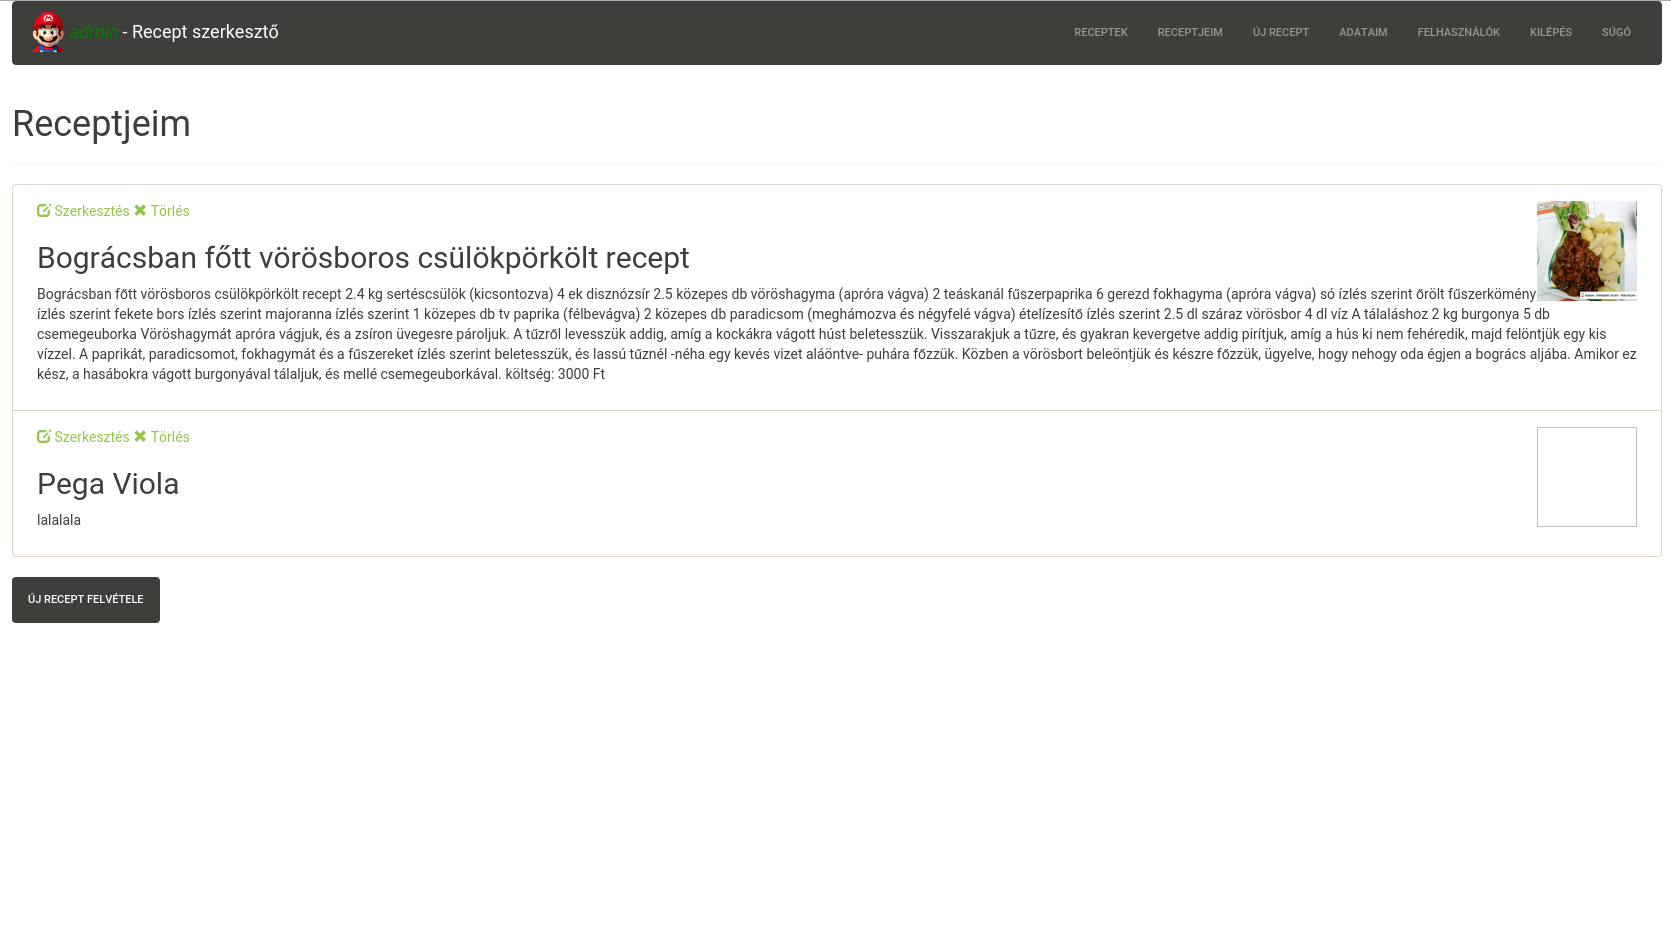 admin - Recept szerkesztő
RECEPTEK RECEPTJEIM ÚJ RECEPT ADATAIM FELHASZNÁLÓK KILÉPÉS SÚGÓ
Receptjeim
Szerkesztés Törlés
Bográcsban főtt vörösboros csülökpörkölt recept
Bográcsban főtt vörösboros csülökpörkölt recept 2.4 kg sertéscsülök (kicsontozva) 4 ek disznózsír 2.5 közepes db vöröshagyma (apróra vágva) 2 teáskanál fűszerpaprika 6 gerezd fokhagyma (apróra vágva) só ízlés szerint őrölt fűszerkömény
ízlés szerint fekete bors ízlés szerint majoranna ízlés szerint 1 közepes db tv paprika (félbevágva) 2 közepes db paradicsom (meghámozva és négyfelé vágva) ételízesítő ízlés szerint 2.5 dl száraz vörösbor 4 dl víz A tálaláshoz 2 kg burgonya 5 db
csemegeuborka Vöröshagymát apróra vágjuk, és a zsíron üvegesre pároljuk. A tűzről levesszük addig, amíg a kockákra vágott húst beletesszük. Visszarakjuk a tűzre, és gyakran kevergetve addig pirítjuk, amíg a hús ki nem fehéredik, majd felöntjük egy kis
vízzel. A paprikát, paradicsomot, fokhagymát és a fűszereket ízlés szerint beletesszük, és lassú tűznél -néha egy kevés vizet aláöntve- puhára főzzük. Közben a vörösbort beleöntjük és készre főzzük, ügyelve, hogy nehogy oda égjen a bogrács aljába. Amikor ez
kész, a hasábokra vágott burgonyával tálaljuk, és mellé csemegeuborkával. költség: 3000 Ft
Szerkesztés Törlés
Pega Viola
lalalala
ÚJ RECEPT FELVÉTELE